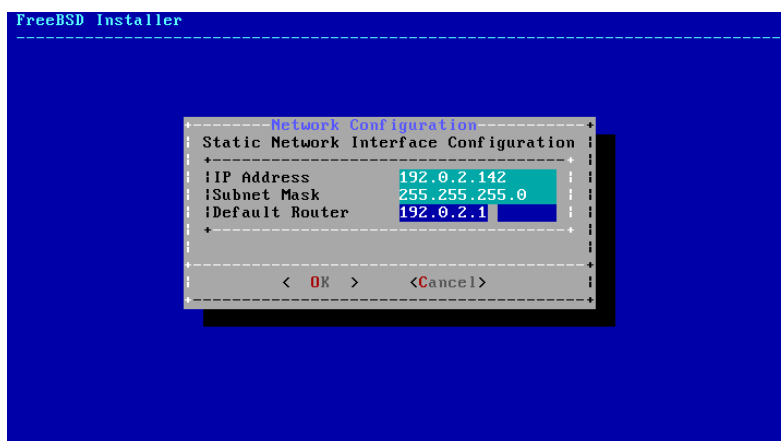 FreeBSD Installer
Network Configuration
Static Network Interface Configuration
IP Address 192.0.2.142
Subnet Mask 255.255.255.0
Default Router 192.0.2.1
< OK > <Cancel>